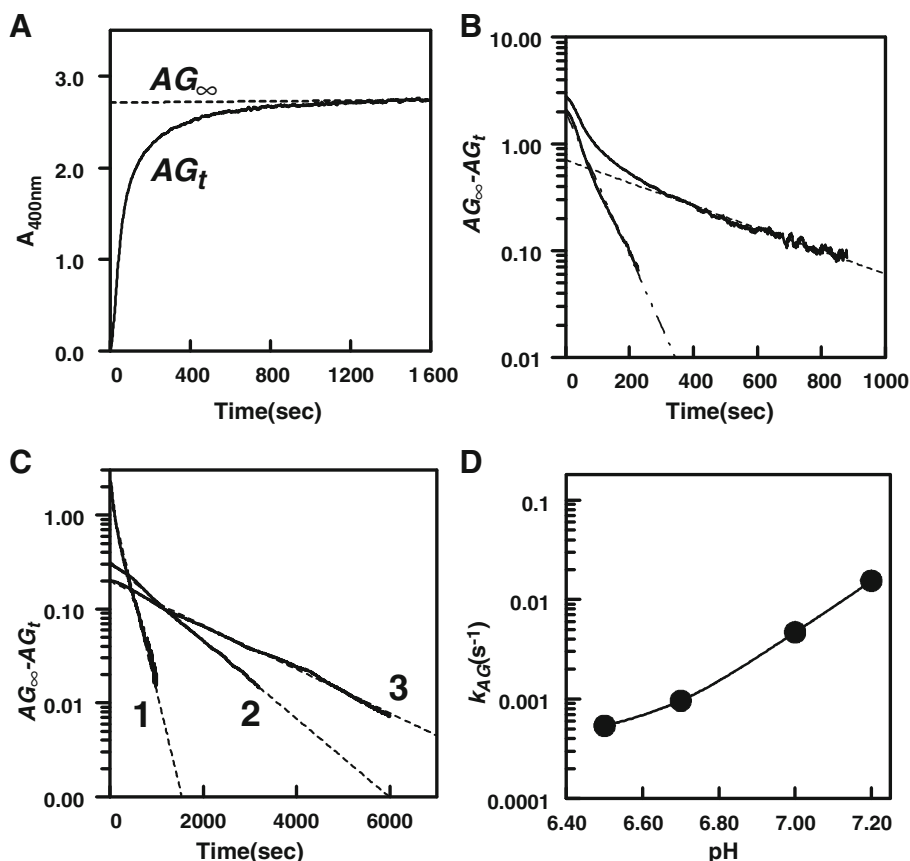 A
A400nm
3.0
2.0
1.0
0.0
AG∞
AGt
0 400 800 1200 1600
Time(sec)
B
AG∞-AGt
10.00
1.00
0.10
0.01
0 200 400 600 800 1000
Time(sec)
C
AG∞-AGt
1.00
0.10
0.01
0.00
1
2
3
0 2000 4000 6000
Time(sec)
D
kAG(s-1)
0.1
0.01
0.001
0.0001
6.40 6.60 6.80 7.00 7.20
pH